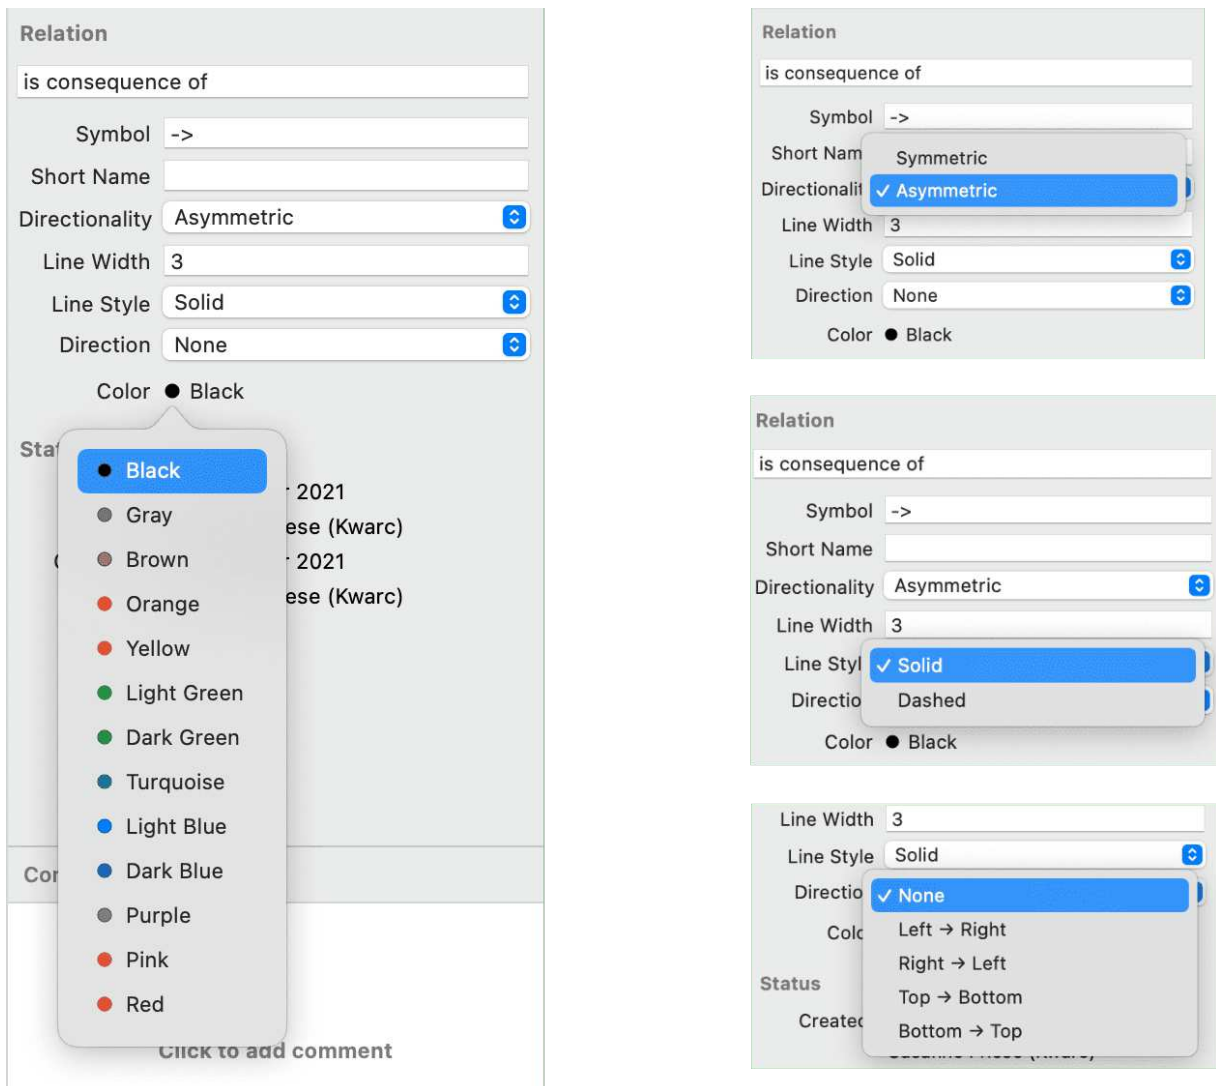 Relation
is consequence of
Symbol ->
Short Name
Directionality Asymmetric
Line Width 3
Line Style Solid
Direction None
Color Black
Black
Gray
2021
Brown
2021
Orange
(Kwarc)
Yellow
Light Green
Dark Green
Turquoise
Light Blue
Dark Blue
Purple
Pink
Red
Click to add comment
Relation
is consequence of
Symbol ->
Symmetric
Asymmetric
Line Width 3
Line Style Solid
Direction None
Color Black
Relation
is consequence of
Symbol ->
Short Name
Directionality Asymmetric
Line Width 3
Solid
Dashed
Color Black
Line Width 3
Line Style Solid
None
Left → Right
Right → Left
Status
Top → Bottom
Bottom → Top